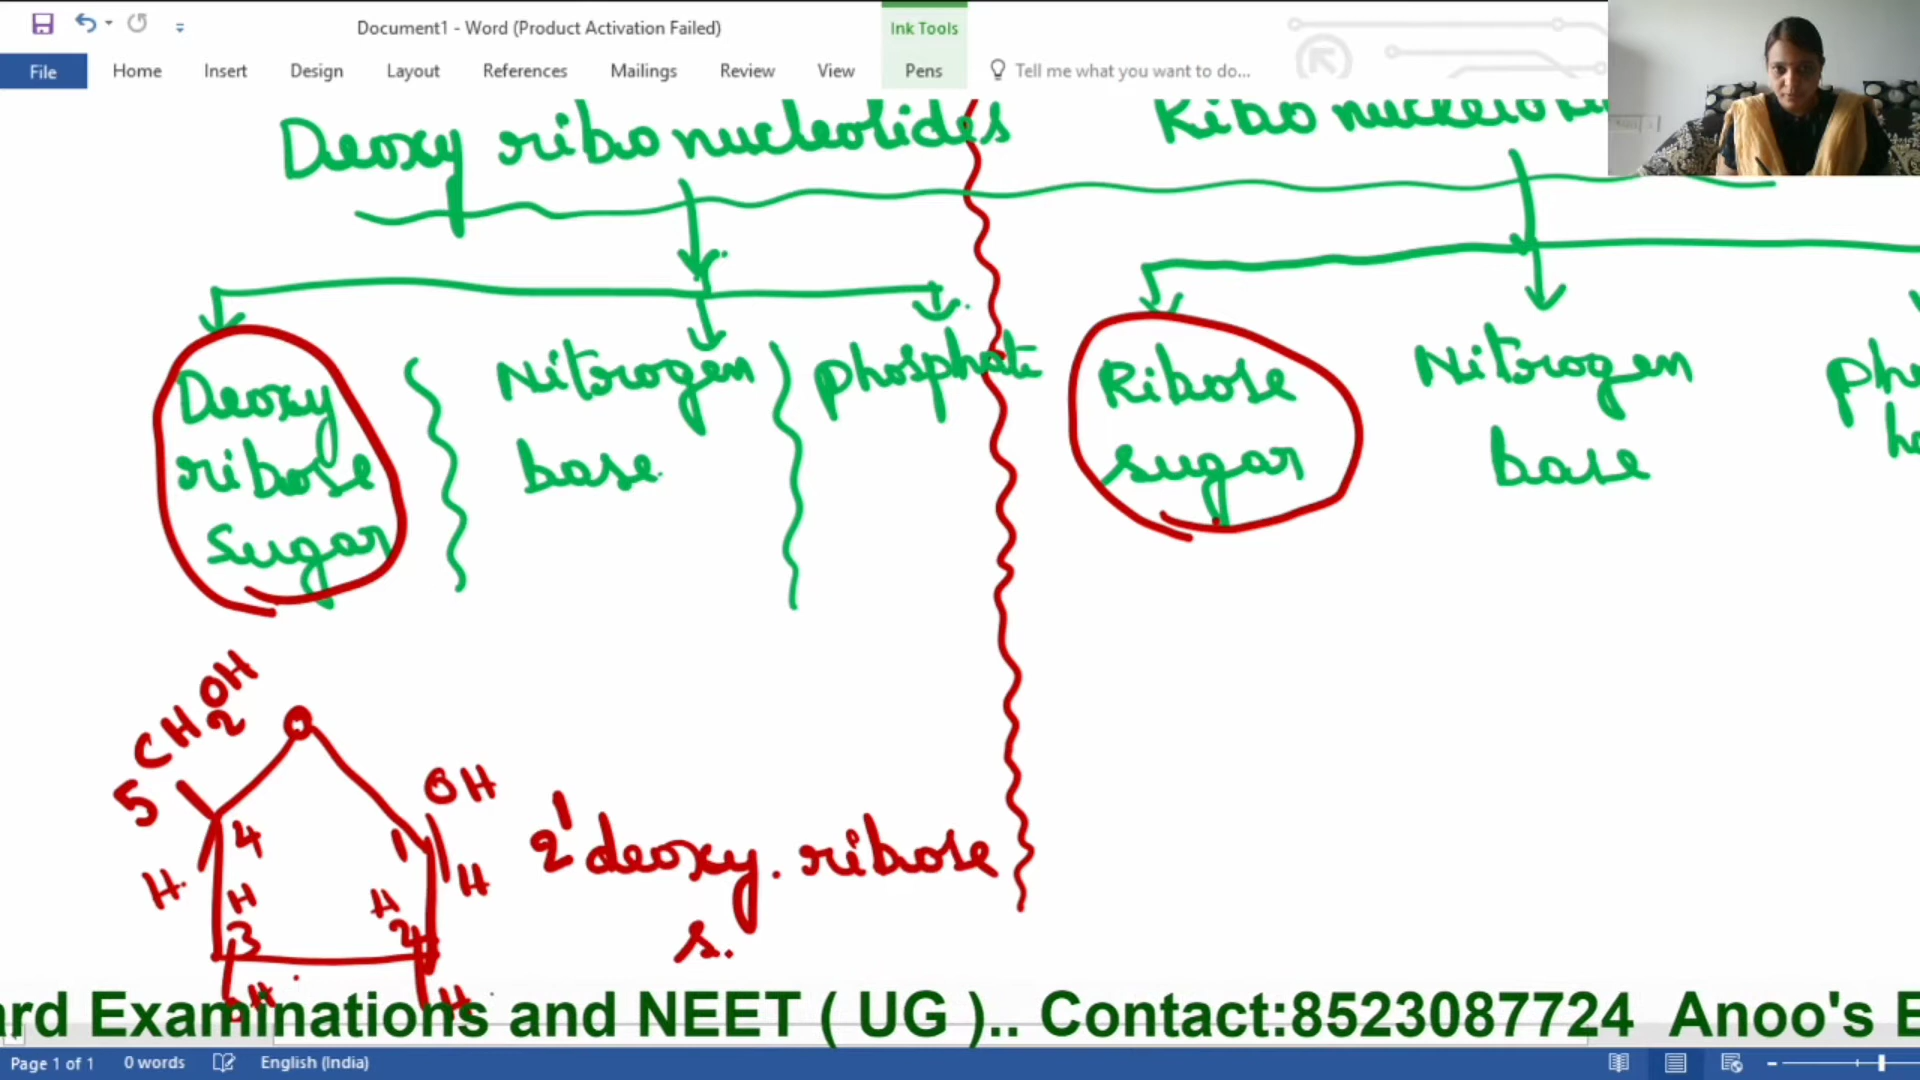 Document1 - Word (Product Activation Failed)
Ink Tools
File Home Insert Design Layout References Mailings Review View Pens Tell me what you want to do...
Deoxy ribo nucleotides
Ribo
Deoxy ribose sugar
Nitrogen base
phosphate
Ribose sugar
Nitrogen base
CH2OH
5
O
4
H
H
3
OH
OH
1
H
H
2
H
2' deoxy. ribose
s.
ard Examinations and NEET ( UG ).. Contact:8523087724 Anoo's E
Page 1 of 1 0 words English (India)